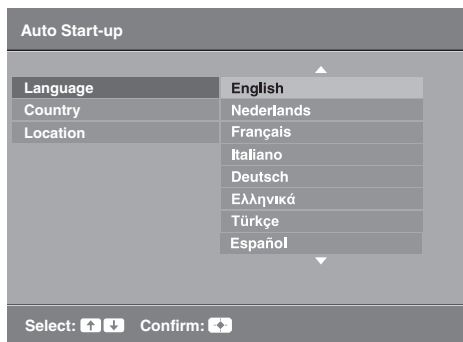 Auto Start-up
Language
Country
Location
English
Nederlands
Français
Italiano
Deutsch
Ελληνικά
Türkçe
Español
Select: Confirm: